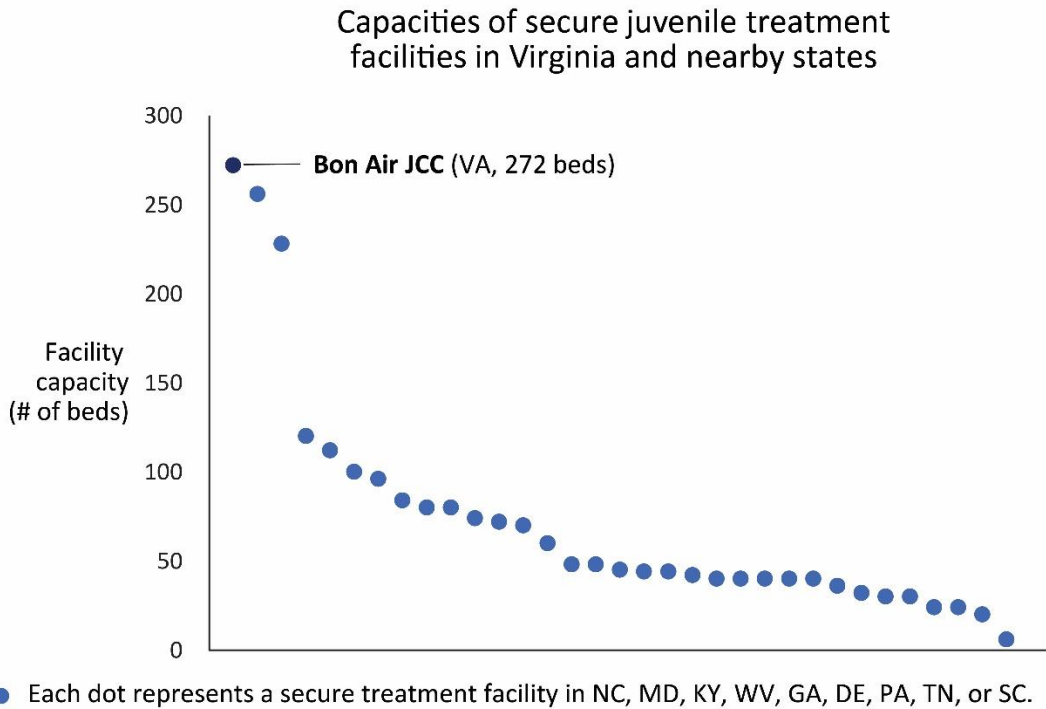 Capacities of secure juvenile treatment
facilities in Virginia and nearby states
300
Bon Air JCC (VA, 272 beds)
250
200
Facility
capacity
(# of beds)
150
100
50
0
Each dot represents a secure treatment facility in NC, MD, KY, WV, GA, DE, PA, TN, or SC.